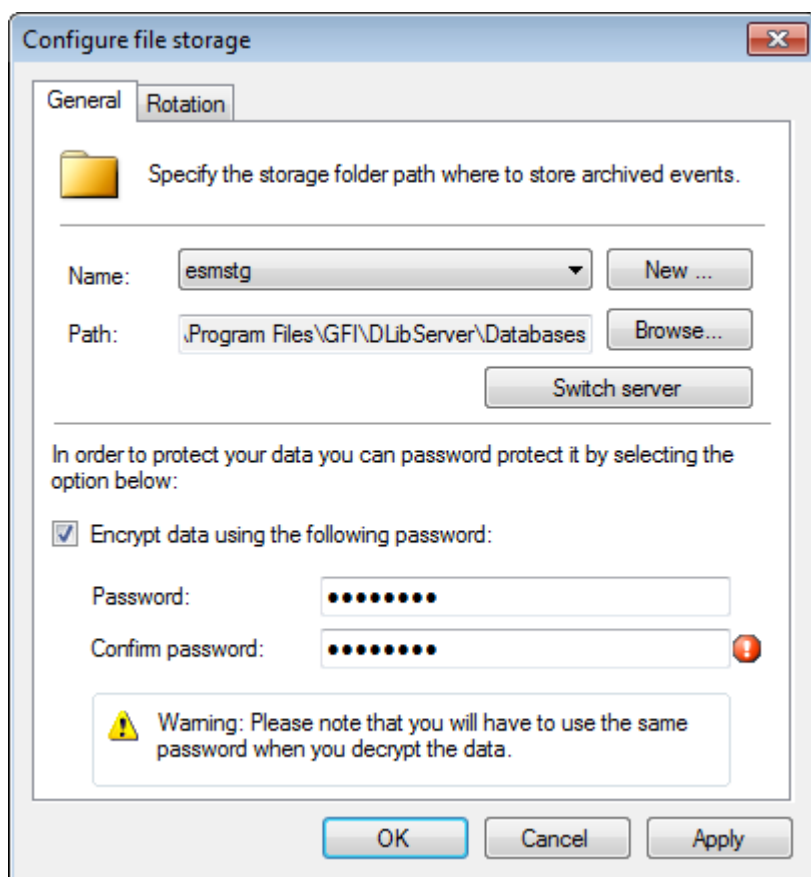 Configure file storage
General
Rotation
Specify the storage folder path where to store archived events.
Name:
esmstg
New ...
Path:
.Program Files\GFI\DLibServer\Databases
Browse...
Switch server
In order to protect your data you can password protect it by selecting the
option below:
Encrypt data using the following password:
Password:
••••••••
Confirm password:
••••••••
Warning: Please note that you will have to use the same
password when you decrypt the data.
OK
Cancel
Apply